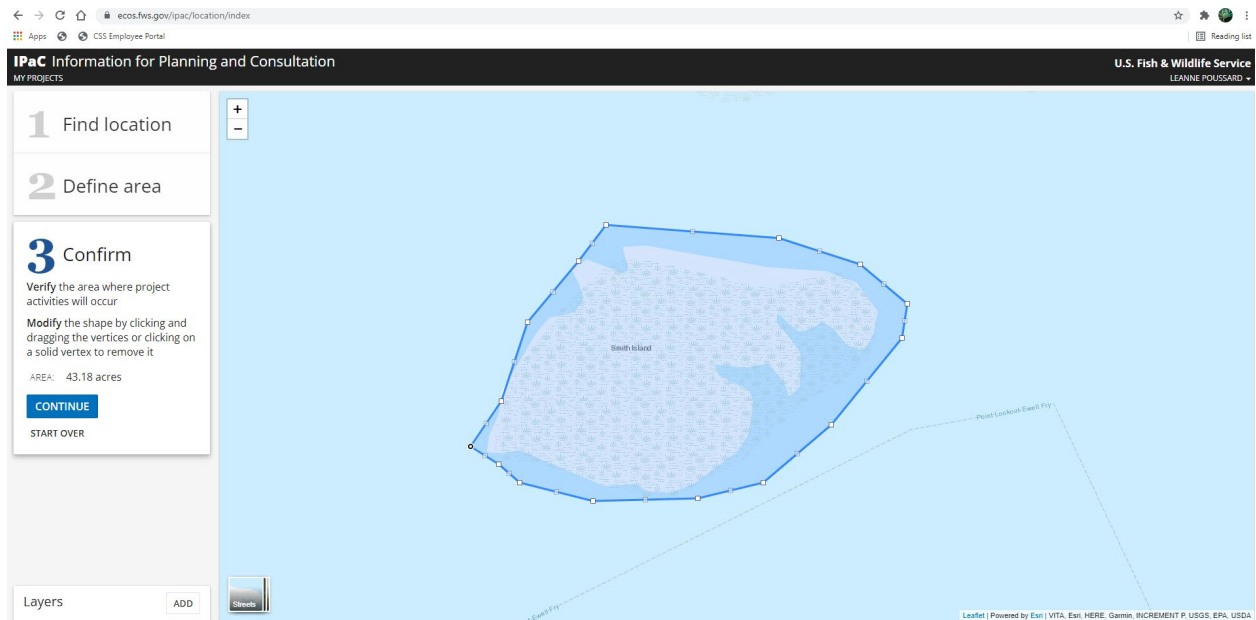 ecos.fws.gov/ipac/location/index
Apps
CSS Employee Portal
Reading list
IPaC Information for Planning and Consultation
MY PROJECTS
U.S. Fish & Wildlife Service
LEANNE POUSSARD
1 Find location
2 Define area
3 Confirm
Verify the area where project
activities will occur
Modify the shape by clicking and
dragging the vertices or clicking on
a solid vertex to remove it
AREA: 43.18 acres
CONTINUE
START OVER
Layers
ADD
+
−
Smith Island
Point Lookout-Ewell Fry
Ewell Fry
Streets
Leaflet | Powered by Esri | VITA, Esri, HERE, Garmin, INCREMENT P, USGS, EPA, USDA